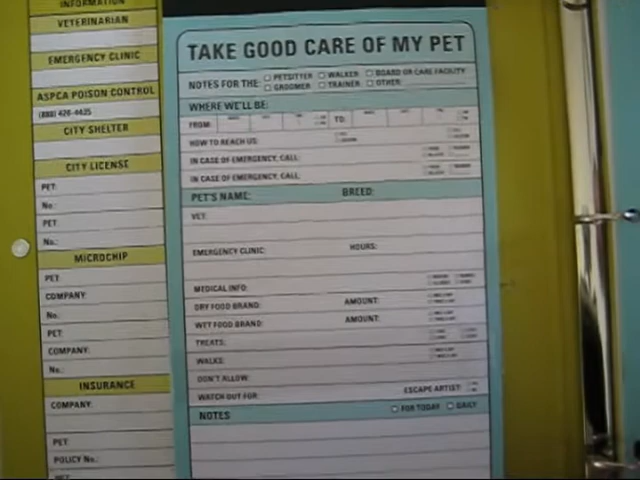 INFORMATION
VETERINARIAN
EMERGENCY CLINIC
ASPCA POISON CONTROL
(888) 426-4435
CITY SHELTER
CITY LICENSE
PET:
No.:
PET:
No.:
MICROCHIP
PET:
COMPANY:
No.:
PET:
COMPANY:
No.:
INSURANCE
COMPANY:
PET:
POLICY No.:
PET:
TAKE GOOD CARE OF MY PET
NOTES FOR THE: PETSITTER WALKER BOARD OR CARE FACILITY
GROOMER TRAINER OTHER:
WHERE WE'LL BE:
FROM: TO:
HOW TO REACH US:
IN CASE OF EMERGENCY, CALL:
IN CASE OF EMERGENCY, CALL:
PET'S NAME: BREED:
VET:
EMERGENCY CLINIC: HOURS:
MEDICAL INFO:
DRY FOOD BRAND: AMOUNT:
WET FOOD BRAND: AMOUNT:
TREATS:
WALKS:
DON'T ALLOW:
WATCH OUT FOR: ESCAPE ARTIST:
NOTES FOR TODAY DAILY